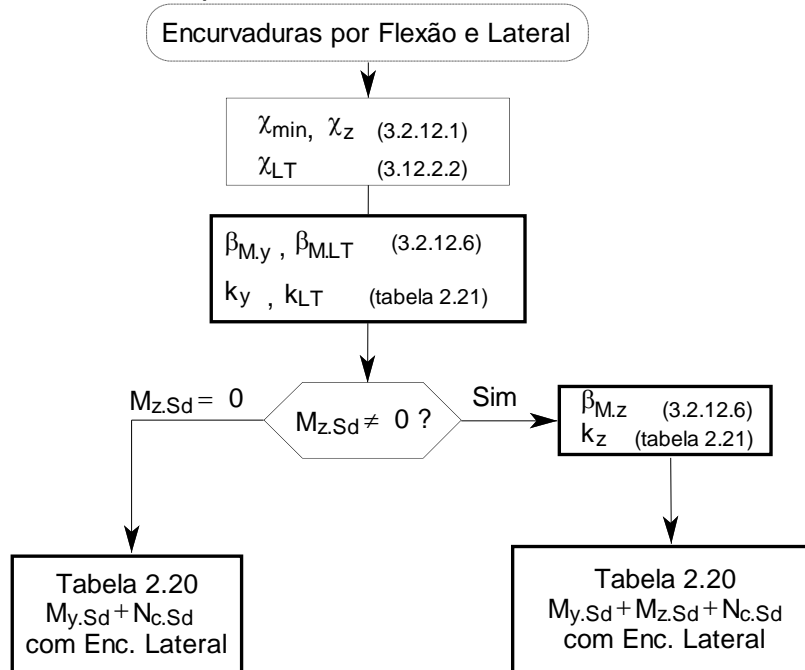 Encurvaduras por Flexão e Lateral
χmin, χz (3.2.12.1)
χLT (3.12.2.2)
βM.y , βM.LT (3.2.12.6)
ky , kLT (tabela 2.21)
Mz.Sd = 0
Mz.Sd ≠ 0 ?
Sim
βM.z (3.2.12.6)
kz (tabela 2.21)
Tabela 2.20
My.Sd + Nc.Sd
com Enc. Lateral
Tabela 2.20
My.Sd + Mz.Sd + Nc.Sd
com Enc. Lateral